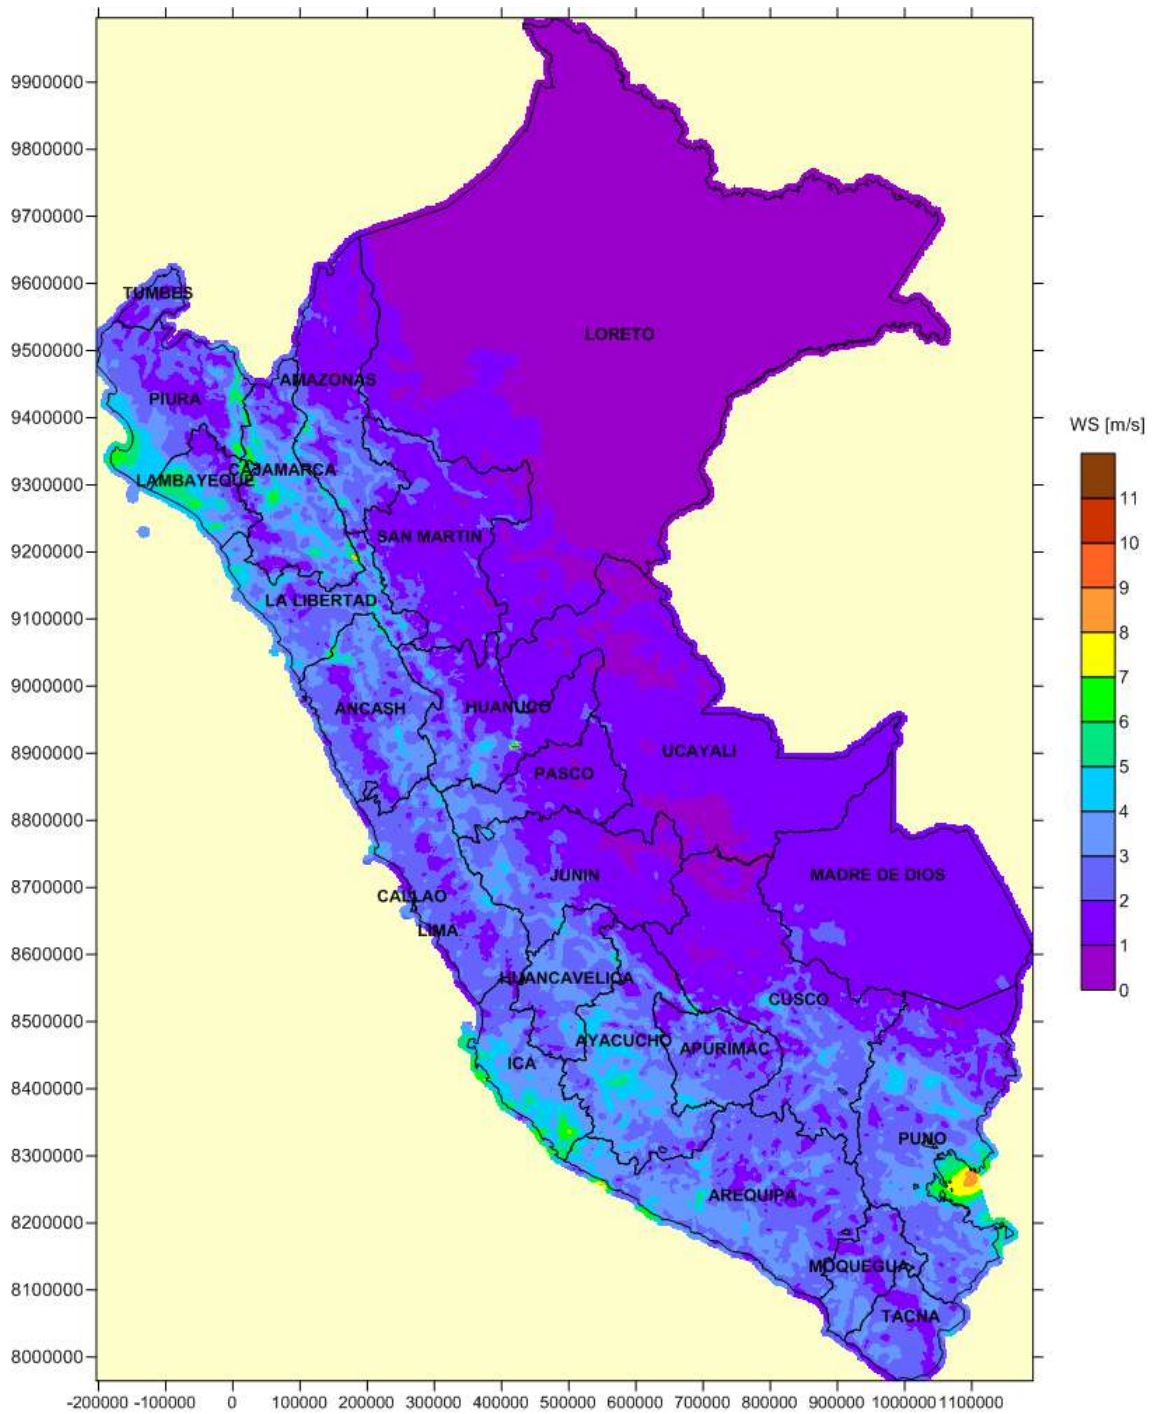 9900000
9800000
9700000
9600000
TUMBES
LORETO
9500000
AMAZONAS
PIURA
9400000
WS [m/s]
CAJAMARCA
LAMBAYEQUE
9300000
11
SAN MARTIN
10
9200000
9
LA LIBERTAD
8
9100000
7
9000000
HUANUCO
ANCASH
6
8900000
UCAYALI
PASCO
5
4
8800000
3
JUNIN
MADRE DE DIOS
8700000
CALLAO
2
LIMA
1
8600000
HUANCAVELICA
0
CUSCO
8500000
AYACUCHO
APURIMAC
ICA
8400000
PUNO
8300000
AREQUIPA
8200000
MOQUEGUA
8100000
TACNA
8000000
-200000 -100000 0 100000 200000 300000 400000 500000 600000 700000 800000 900000 1000000 1100000